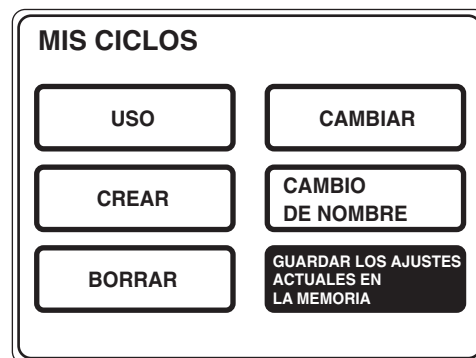 MIS CICLOS
USO
CAMBIAR
CREAR
CAMBIO
DE NOMBRE
BORRAR
GUARDAR LOS AJUSTES
ACTUALES EN
LA MEMORIA